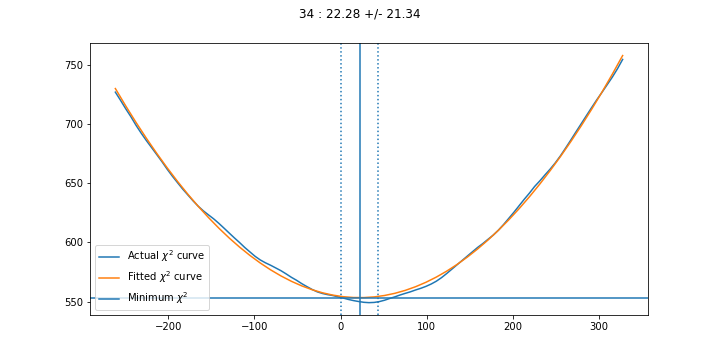 34 : 22.28 +/- 21.34
750
700
650
600
550
Actual χ² curve
Fitted χ² curve
Minimum χ²
−200 −100 0 100 200 300